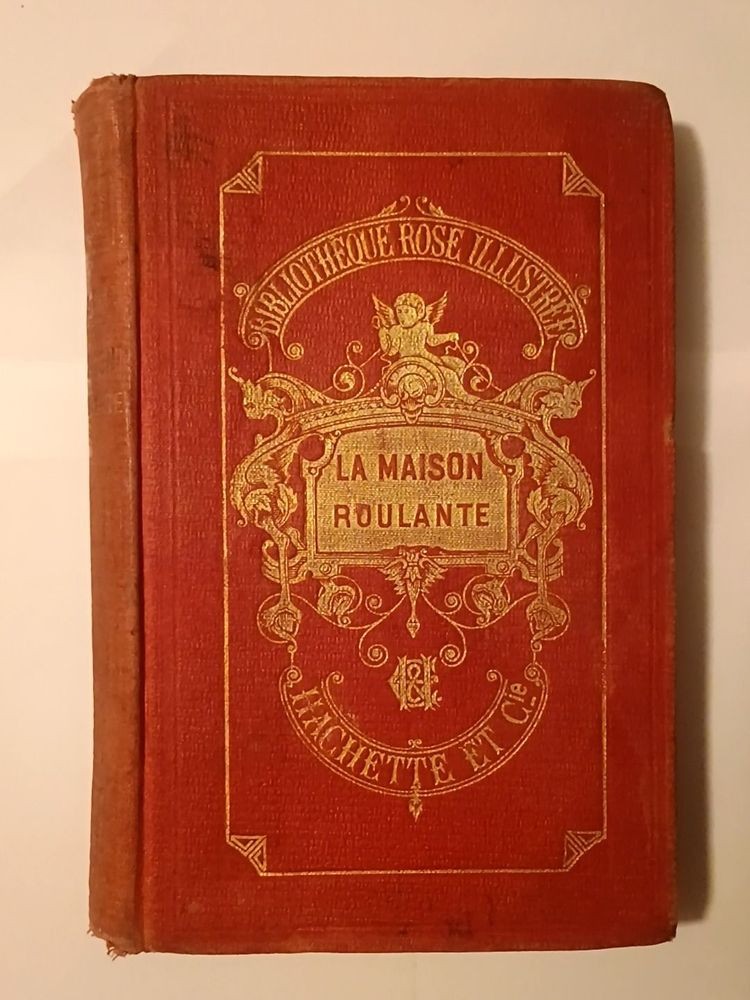 BIBLIOTHÈQUE ROSE ILLUSTRÉE
LA MAISON
ROULANTE
H&C
HACHETTE ET Cie